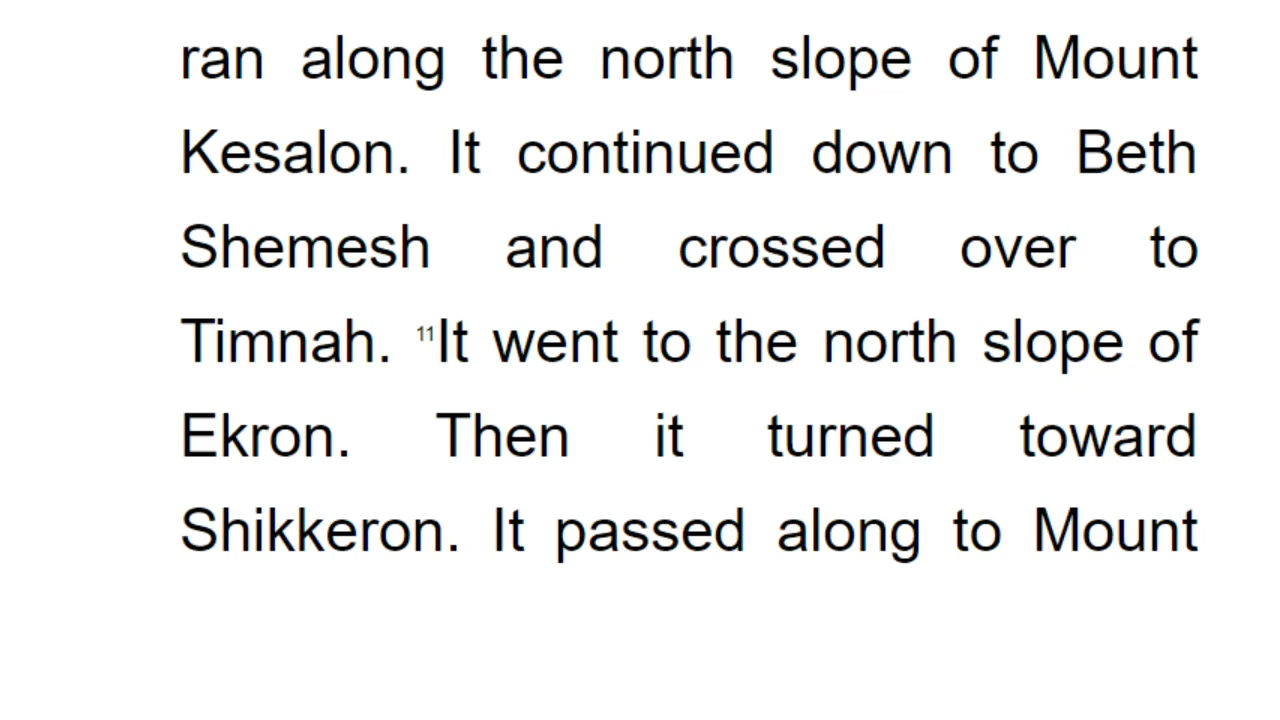 ran along the north slope of Mount
Kesalon. It continued down to Beth
Shemesh and crossed over to
Timnah. ¹¹It went to the north slope of
Ekron. Then it turned toward
Shikkeron. It passed along to Mount